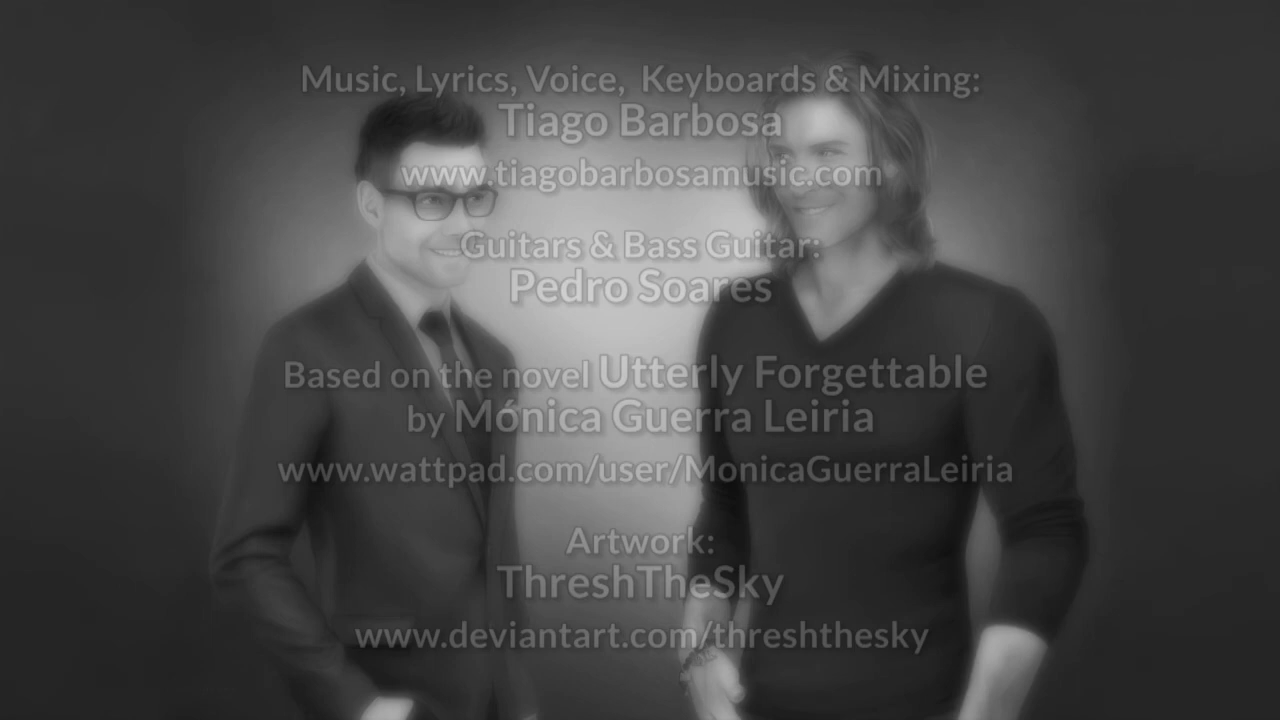 Music, Lyrics, Voice, Keyboards & Mixing:
Tiago Barbosa
www.tiagobarbosamusic.com
Guitars & Bass Guitar:
Pedro Soares
Based on the novel Utterly Forgettable
by Mónica Guerra Leiria
www.wattpad.com/user/MonicaGuerraLeiria
Artwork:
ThreshTheSky
www.deviantart.com/threshthesky